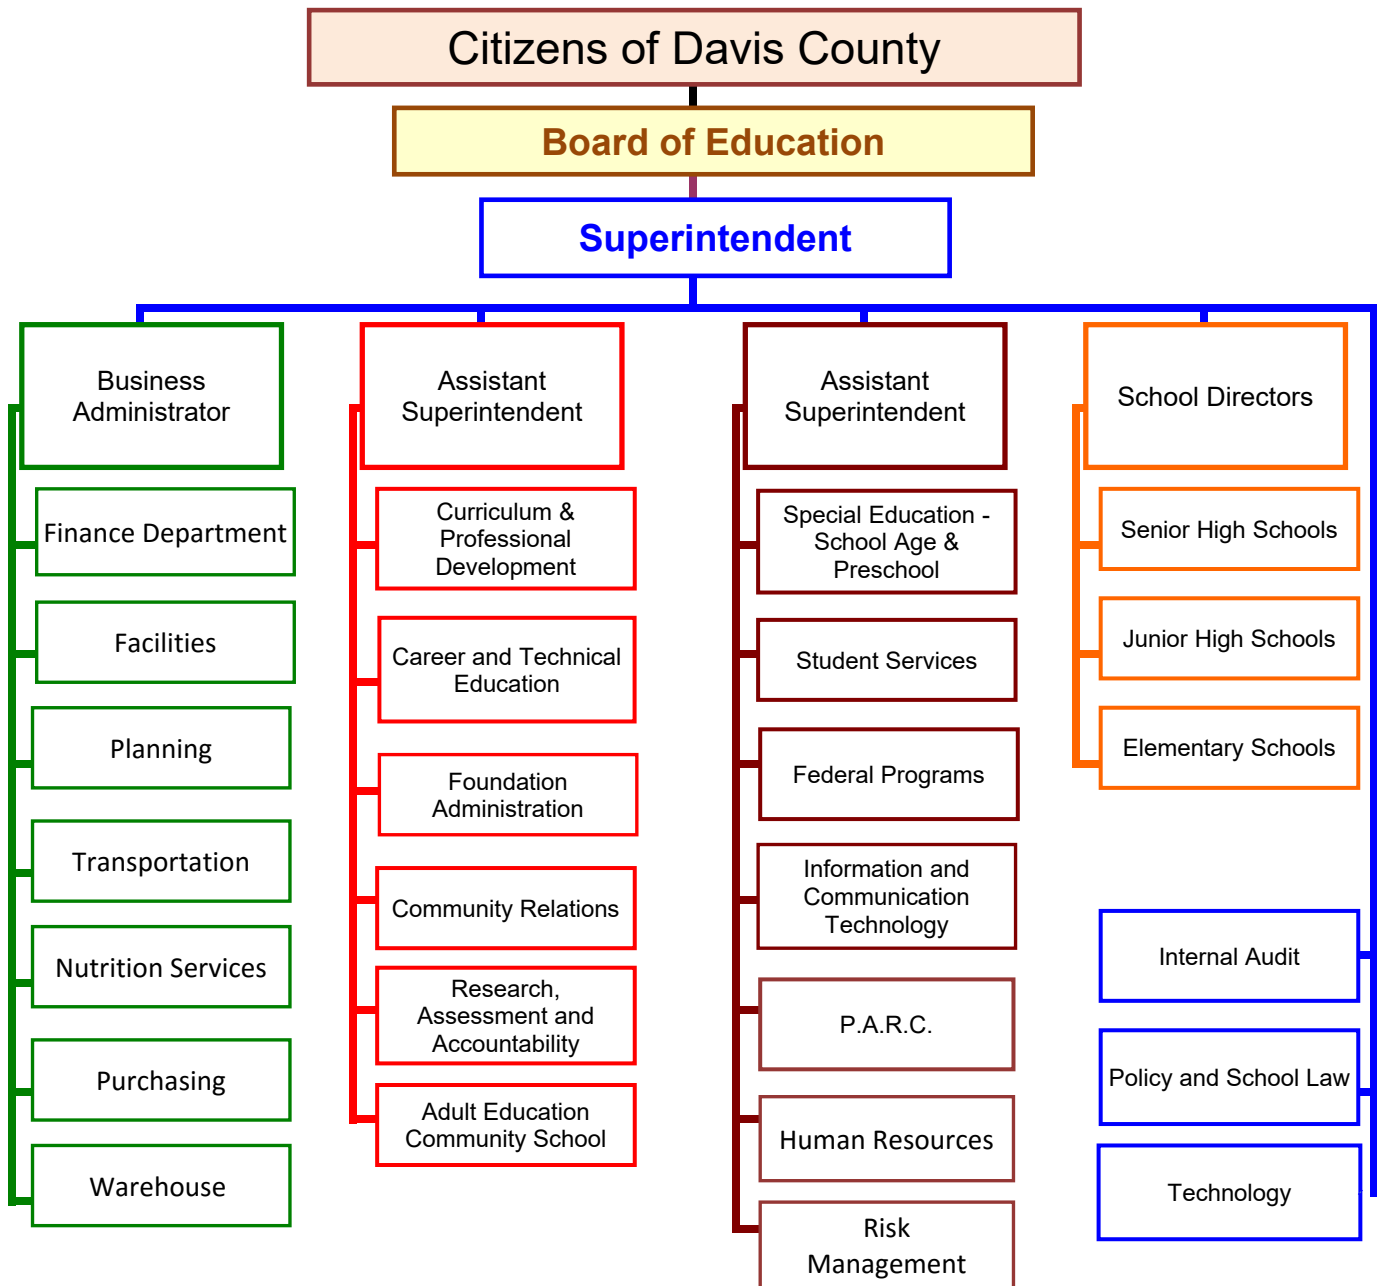 Citizens of Davis County
Board of Education
Superintendent
Business
Administrator
Finance Department
Facilities
Planning
Transportation
Nutrition Services
Purchasing
Warehouse
Assistant
Superintendent
Curriculum &
Professional
Development
Career and Technical
Education
Foundation
Administration
Community Relations
Research,
Assessment and
Accountability
Adult Education
Community School
Assistant
Superintendent
Special Education -
School Age &
Preschool
Student Services
Federal Programs
Information and
Communication
Technology
P.A.R.C.
Human Resources
Risk
Management
School Directors
Senior High Schools
Junior High Schools
Elementary Schools
Internal Audit
Policy and School Law
Technology